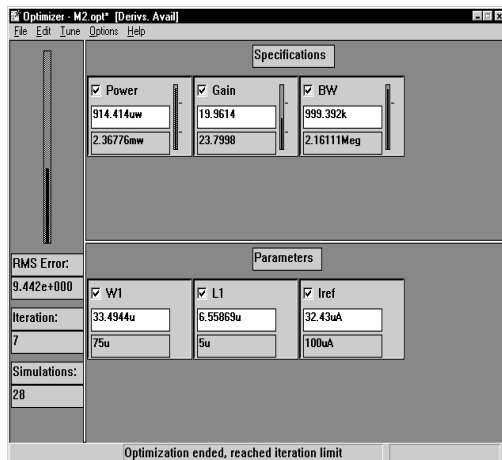 Optimizer - M2.opt* [Derivs. Avail]
File Edit Tune Options Help
Specifications
Power
914.414uw
2.36776mw
Gain
19.9614
23.7998
BW
999.392k
2.16111Meg
RMS Error:
9.442e+000
Iteration:
7
Simulations:
28
Parameters
W1
33.4944u
75u
L1
6.55869u
5u
Iref
32.43uA
100uA
Optimization ended, reached iteration limit